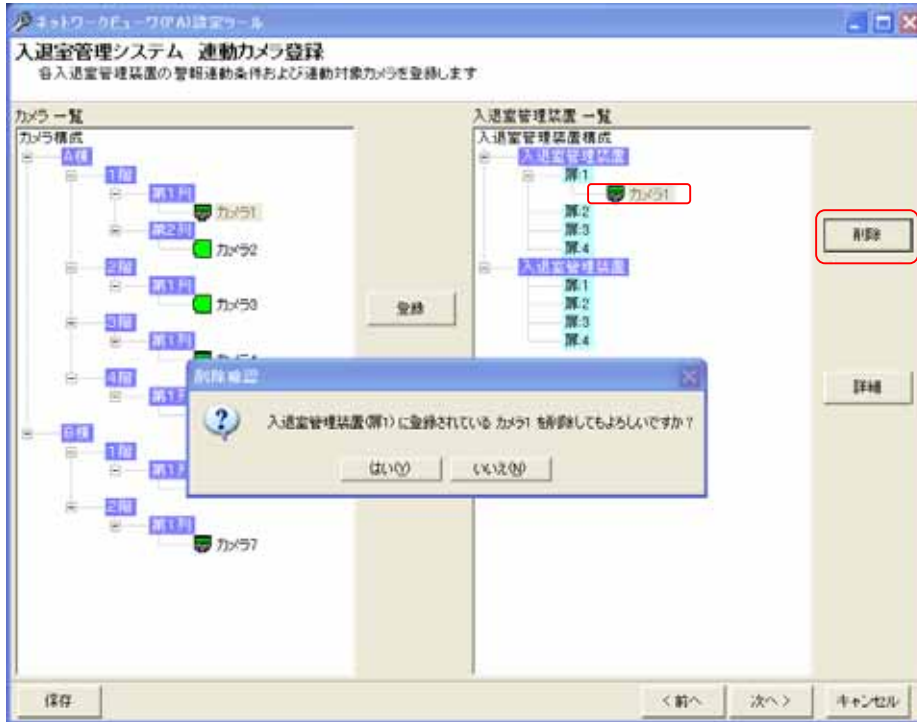 ネットワークビューワ(PA)設定ツール
入退室管理システム 連動カメラ登録
各入退室管理装置の警報連動条件および連動対象カメラを登録します
カメラ 一覧
カメラ構成
A棟
1階
第1列
カメラ1
第2列
カメラ2
2階
第1列
カメラ3
3階
第1列
4階
B棟
1階
2階
第1列
カメラ7
登録
入退室管理装置 一覧
入退室管理装置構成
入退室管理装置
扉:1
カメラ1
扉:2
扉:3
扉:4
入退室管理装置
扉:1
扉:2
扉:3
扉:4
削除
詳細
削除確認
入退室管理装置(扉1) に登録されている カメラ1 を削除してもよろしいですか?
はい(Y)
いいえ(N)
保存
<前へ
次へ>
キャンセル